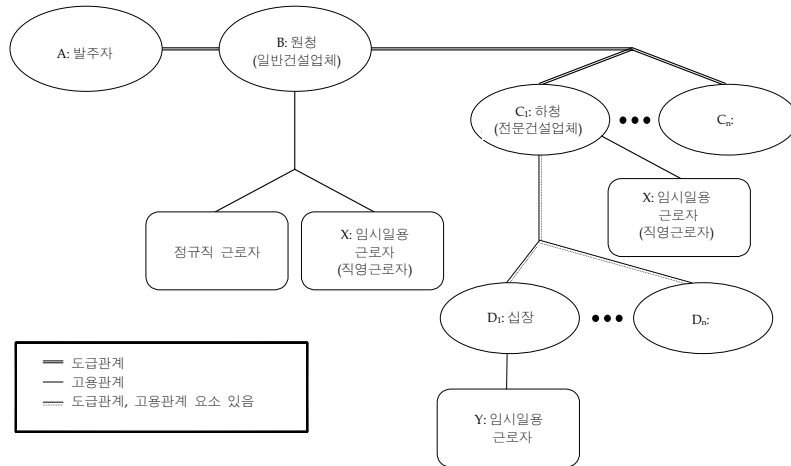 A: 발주자
B: 원청
(일반건설업체)
C₁: 하청
(전문건설업체)
●●●
Cₙ:
정규직 근로자
X: 임시일용
근로자
(직영근로자)
X: 임시일용
근로자
(직영근로자)
D₁: 십장
●●●
Dₙ:
도급관계
고용관계
도급관계, 고용관계 요소 있음
Y: 임시일용
근로자